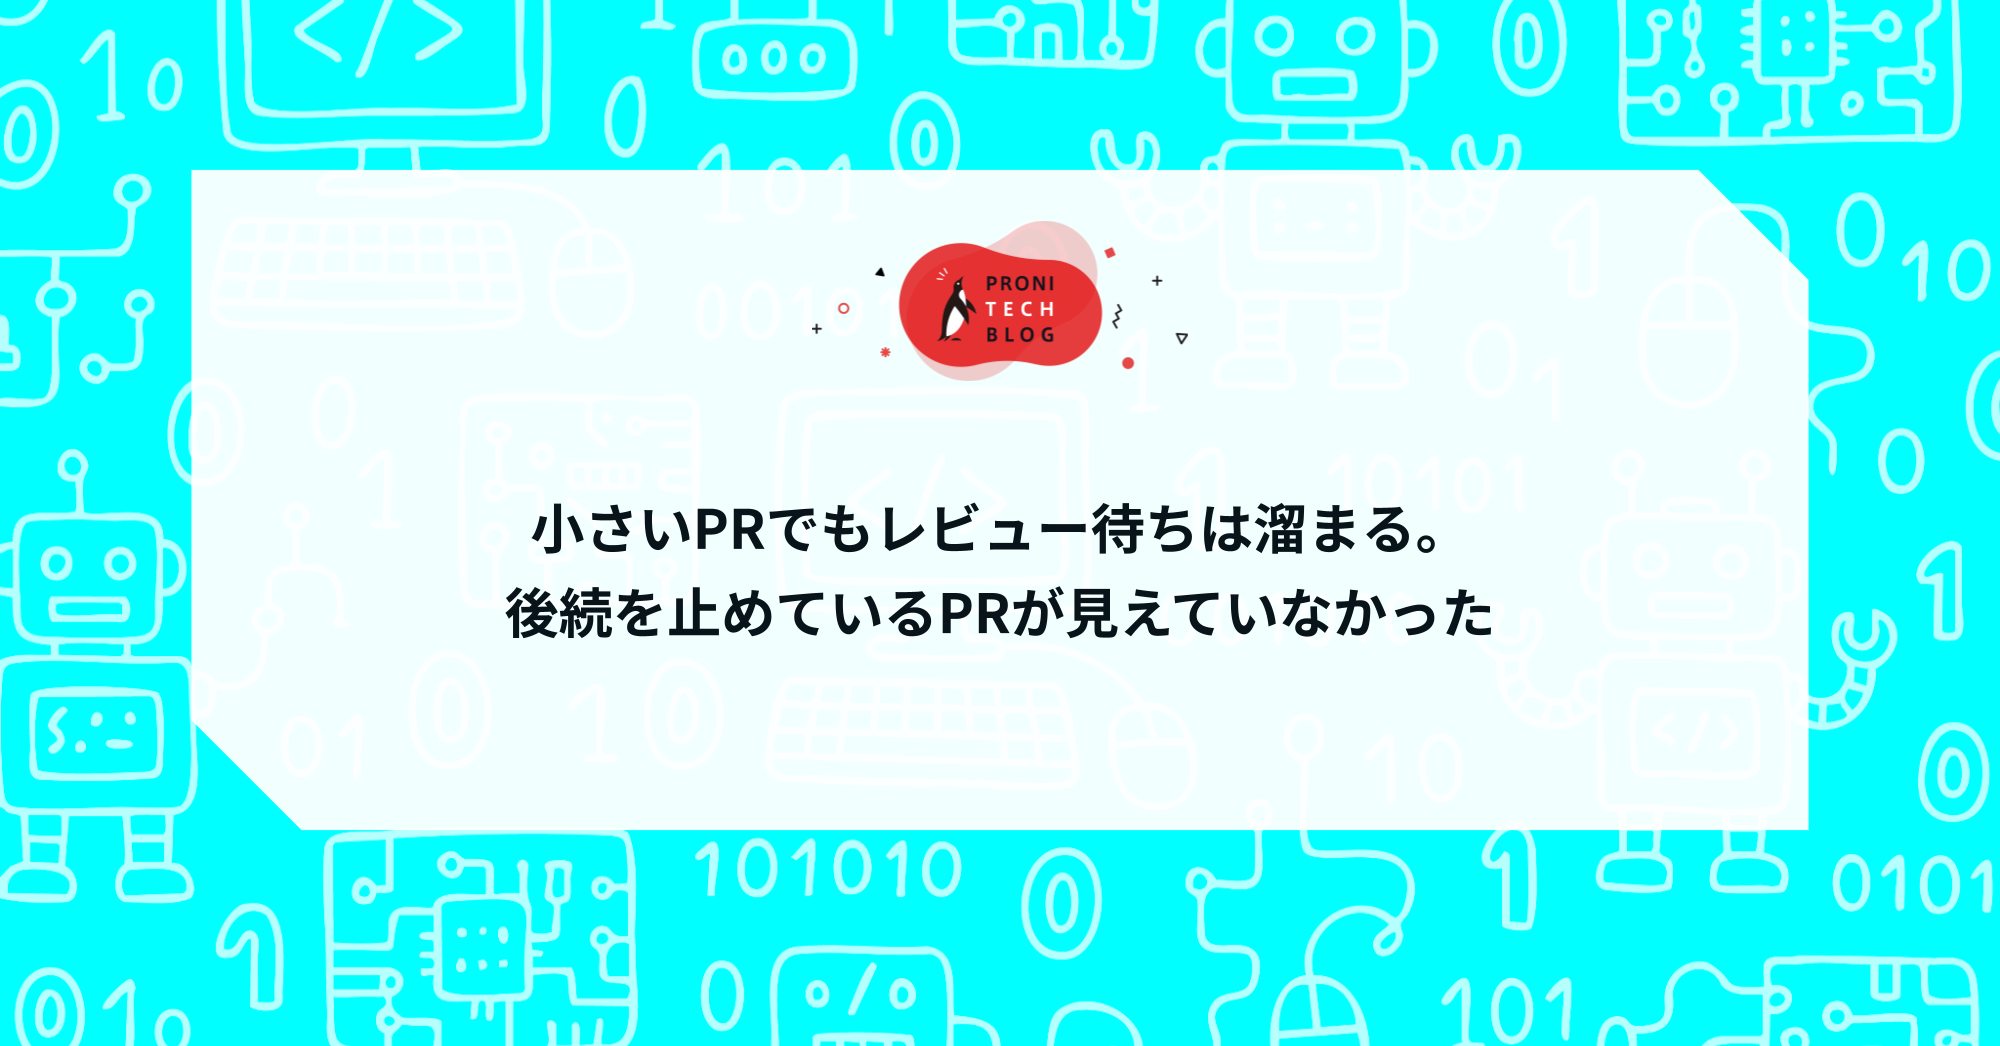 PRONI
TECH
BLOG
小さいPRでもレビュー待ちは溜まる。
後続を止めているPRが見えていなかった